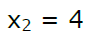 x₂ = 4